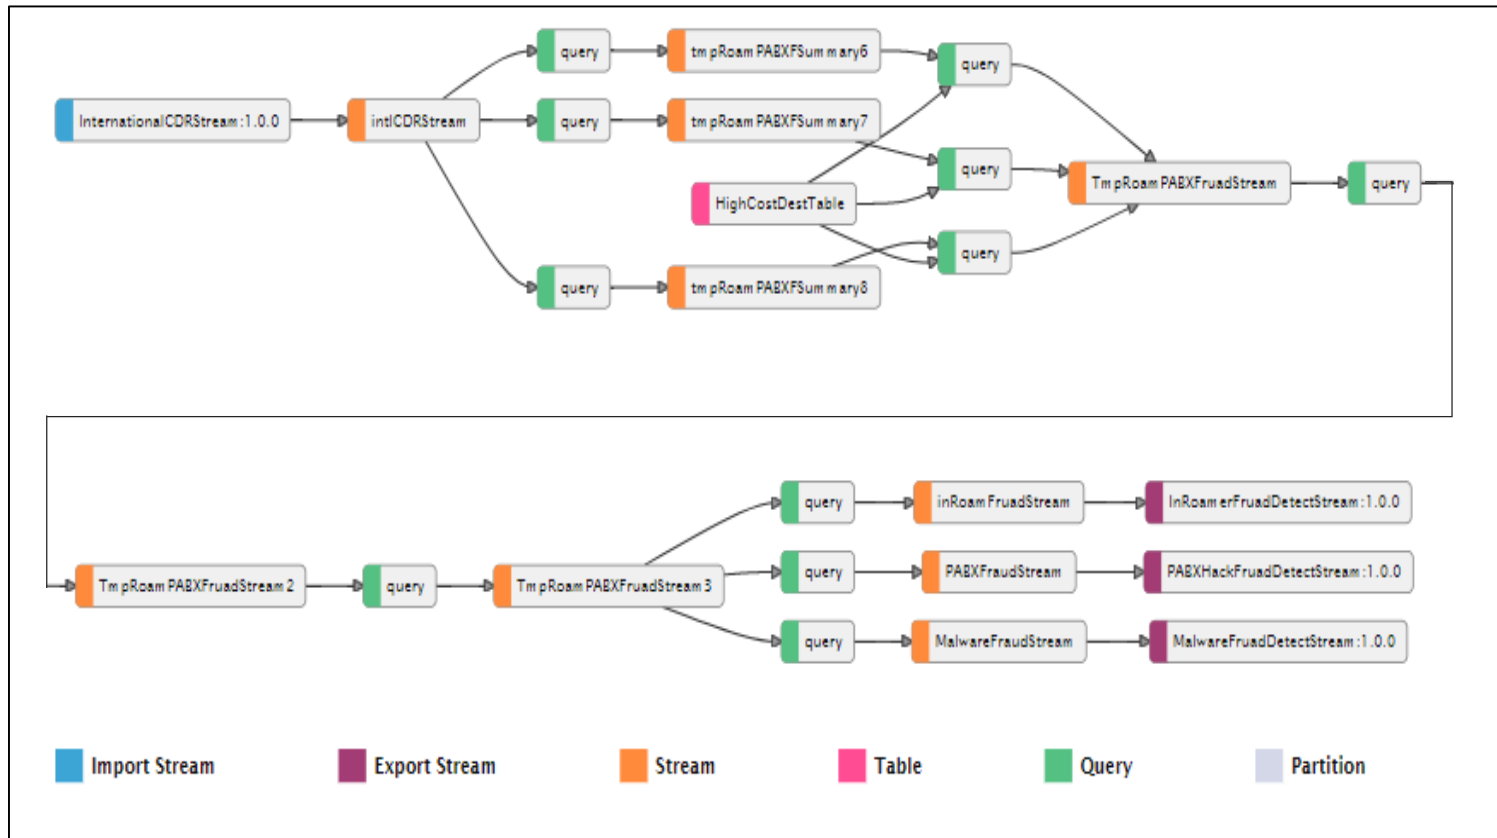 query
tmpRoamPABXFSummary6
query
InternationalCDRStream:1.0.0
intlCDRStream
query
tmpRoamPABXFSummary7
query
TmpRoamPABXFruadStream
query
HighCostDestTable
query
query
tmpRoamPABXFSummary8
query
inRoamFruadStream
InRoamerFruadDetectStream:1.0.0
TmpRoamPABXFruadStream2
query
TmpRoamPABXFruadStream3
query
PABXFraudStream
PABXHackFruadDetectStream:1.0.0
query
MalwareFraudStream
MalwareFruadDetectStream:1.0.0
Import Stream
Export Stream
Stream
Table
Query
Partition